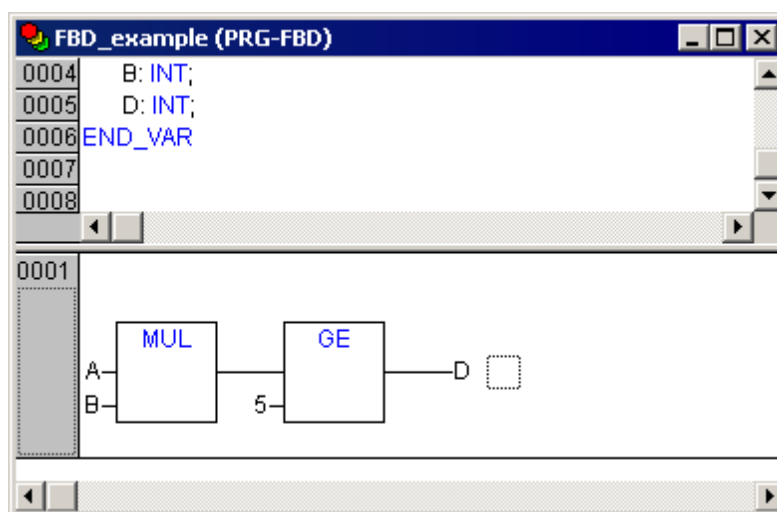 FBD_example (PRG-FBD)
0004 B: INT;
0005 D: INT;
0006 END_VAR
0007
0008
0001
MUL GE
A D
B 5